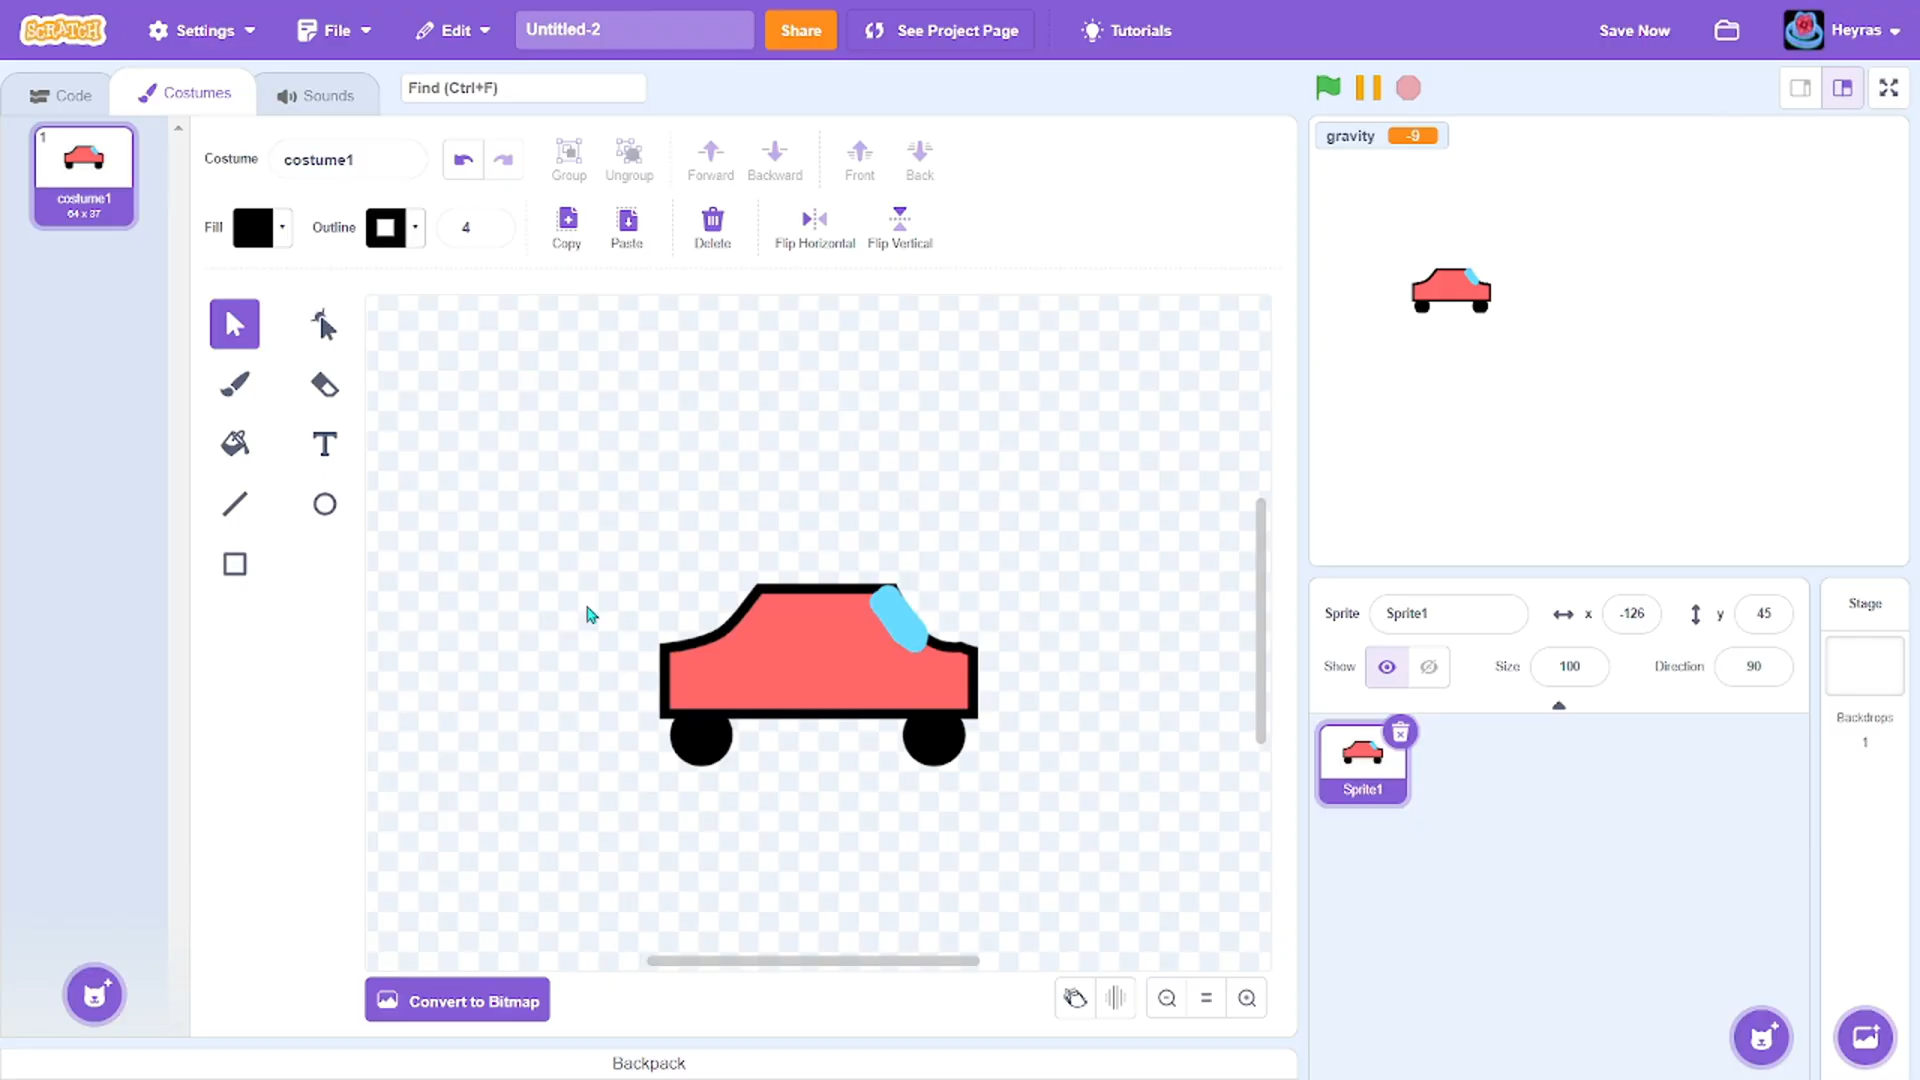 SCRATCH Settings File Edit Untitled-2 Share See Project Page Tutorials Save Now Heyras
Code Costumes Sounds Find (Ctrl+F)
1
costume1
64 x 37
Costume costume1 Group Ungroup Forward Backward Front Back
Fill Outline 4 Copy Paste Delete Flip Horizontal Flip Vertical
T
Convert to Bitmap
Backpack
gravity -9
Sprite Sprite1 x -126 y 45
Show Size 100 Direction 90
Sprite1
Stage
Backdrops
1